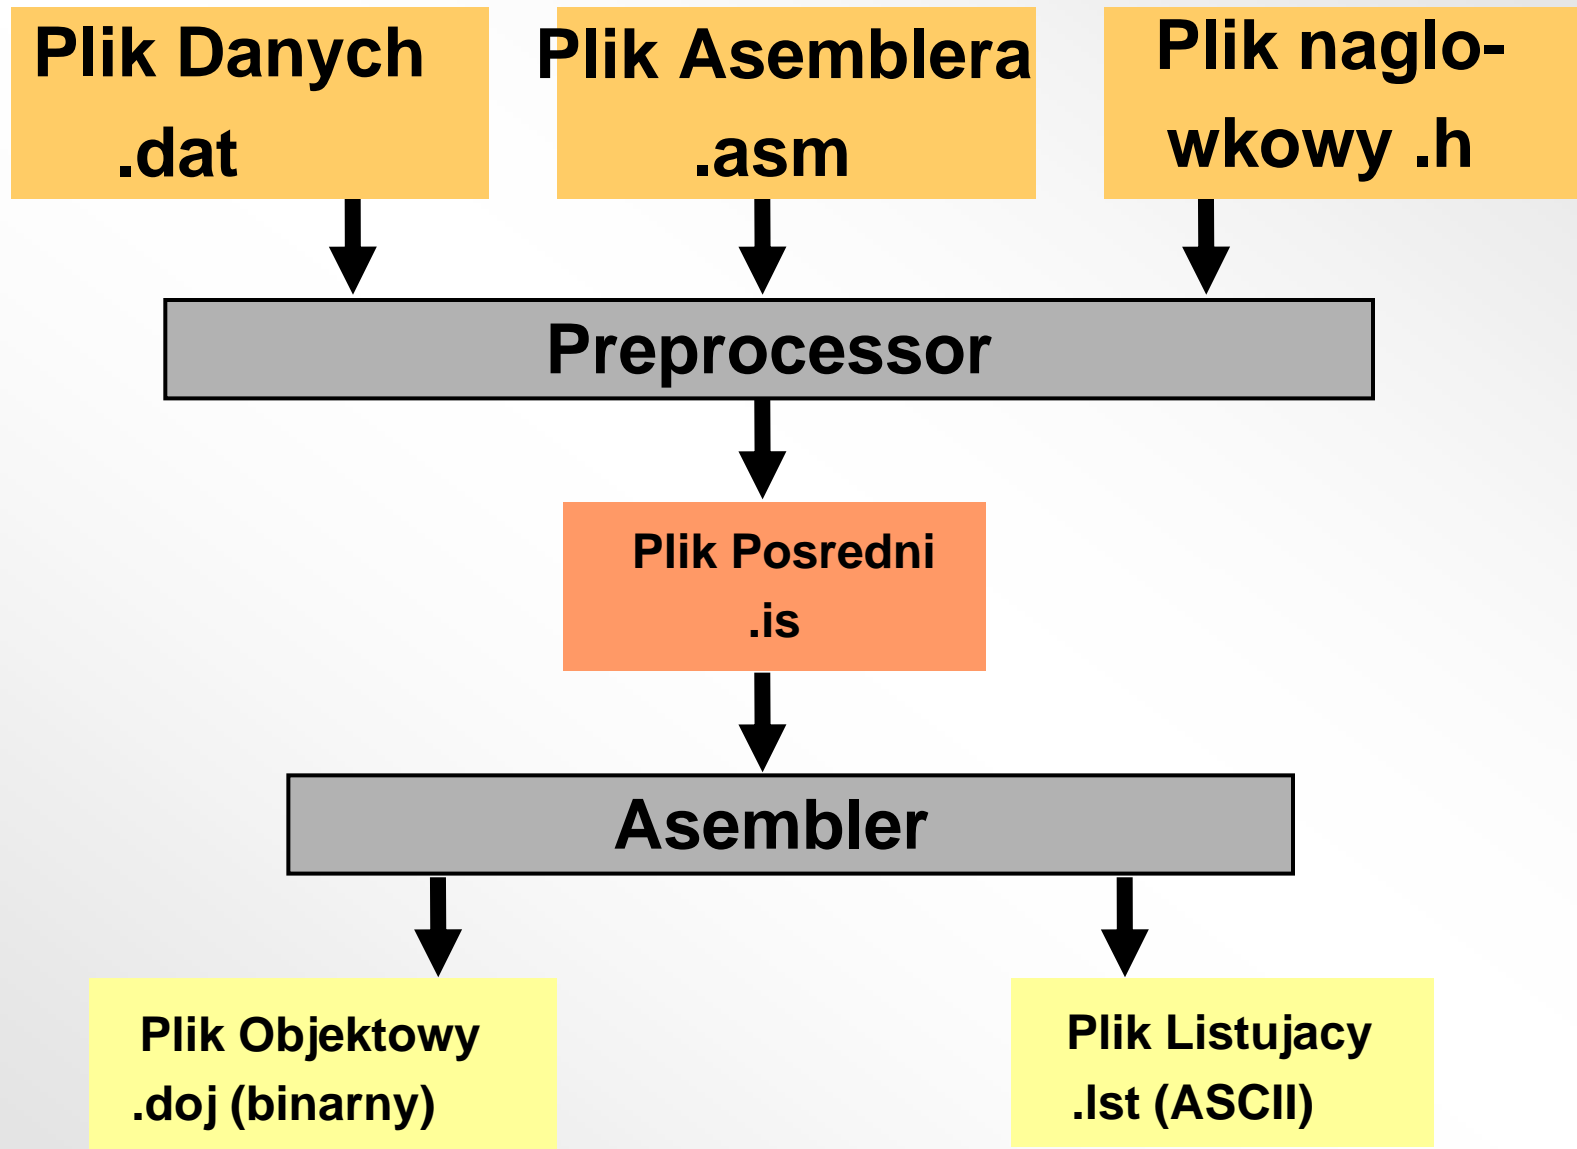 Plik Danych
.dat
Plik Asemblera
.asm
Plik naglo-
wkowy .h
Preprocessor
Plik Posredni
.is
Asembler
Plik Objektowy
.doj (binarny)
Plik Listujacy
.lst (ASCII)